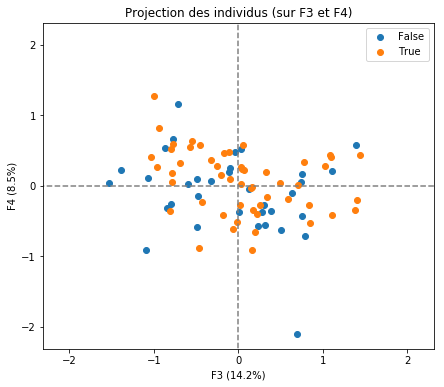 Projection des individus (sur F3 et F4)
False
True
2
1
0
−1
−2
F4 (8.5%)
−2
−1
0
1
2
F3 (14.2%)